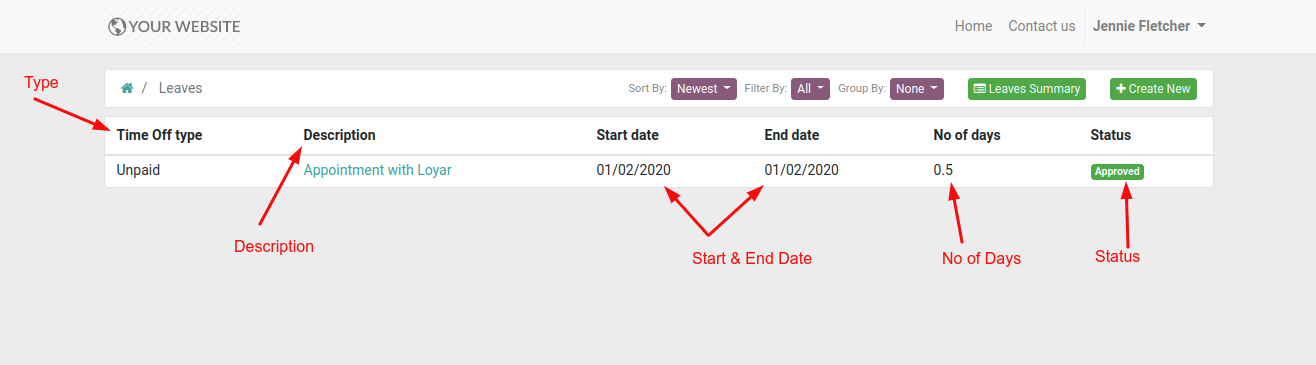 YOUR WEBSITE
Home Contact us Jennie Fletcher
Type
/ Leaves Sort By: Newest Filter By: All Group By: None Leaves Summary Create New
Time Off type Description Start date End date No of days Status
Unpaid Appointment with Loyar 01/02/2020 01/02/2020 0.5 Approved
Description Start & End Date No of Days Status